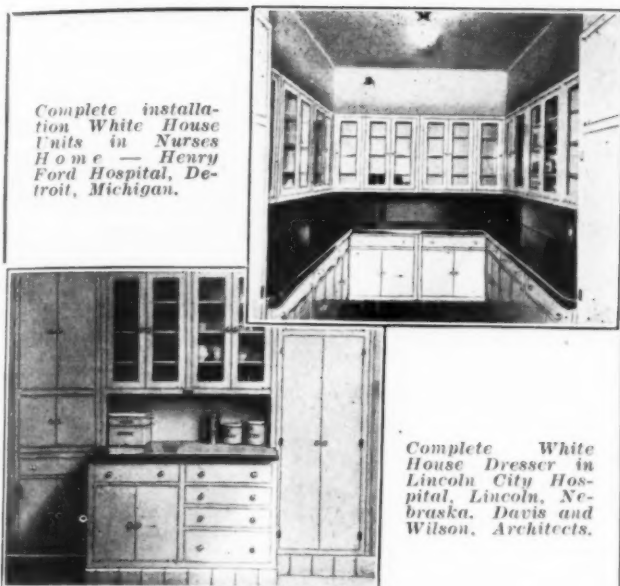 Complete installa-
tion White House
Units in Nurses
Home — Henry
Ford Hospital, De-
troit, Michigan.
Complete White
House Dresser in
Lincoln City Hos-
pital, Lincoln, Ne-
braska. Davis and
Wilson, Architects.